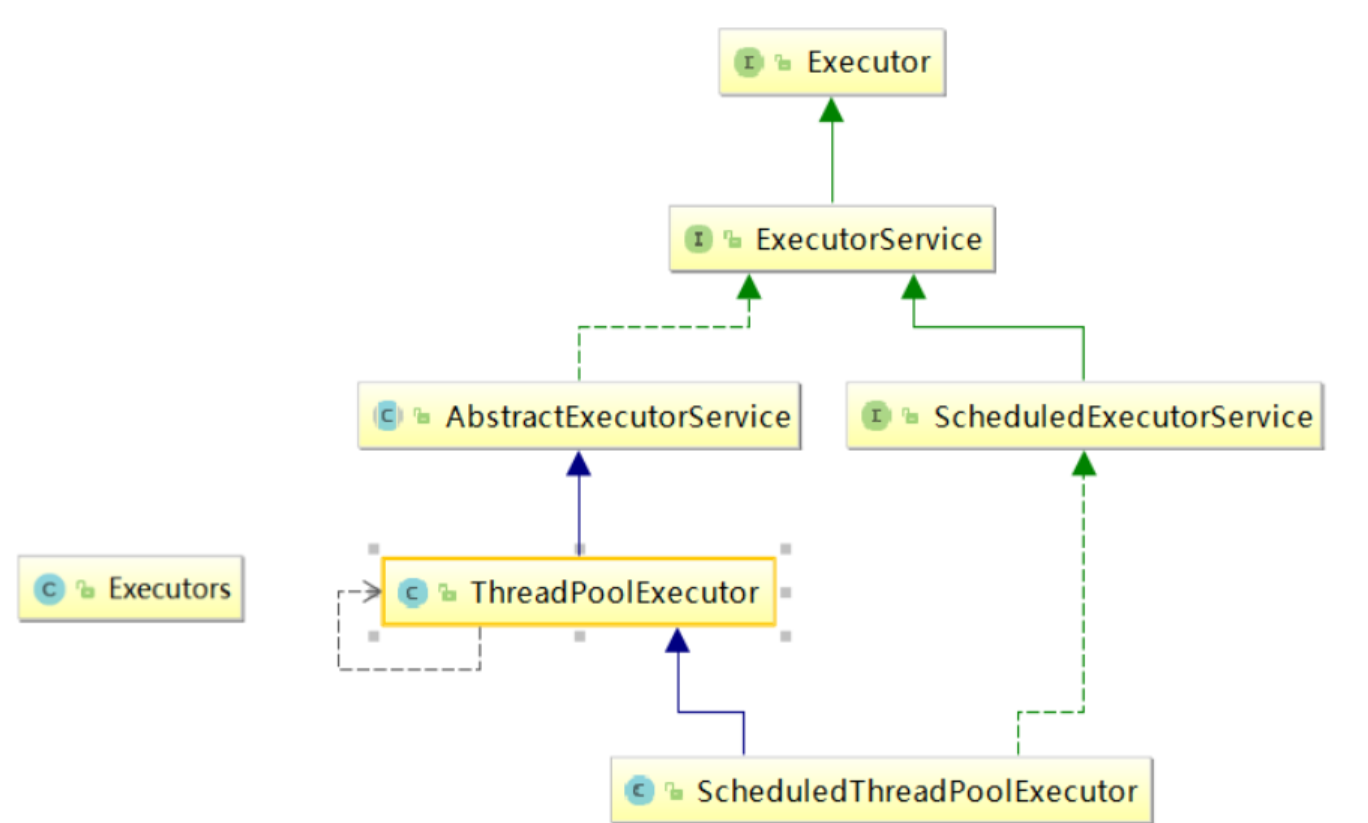 I Executor
I ExecutorService
C AbstractExecutorService
I ScheduledExecutorService
C Executors
C ThreadPoolExecutor
C ScheduledThreadPoolExecutor